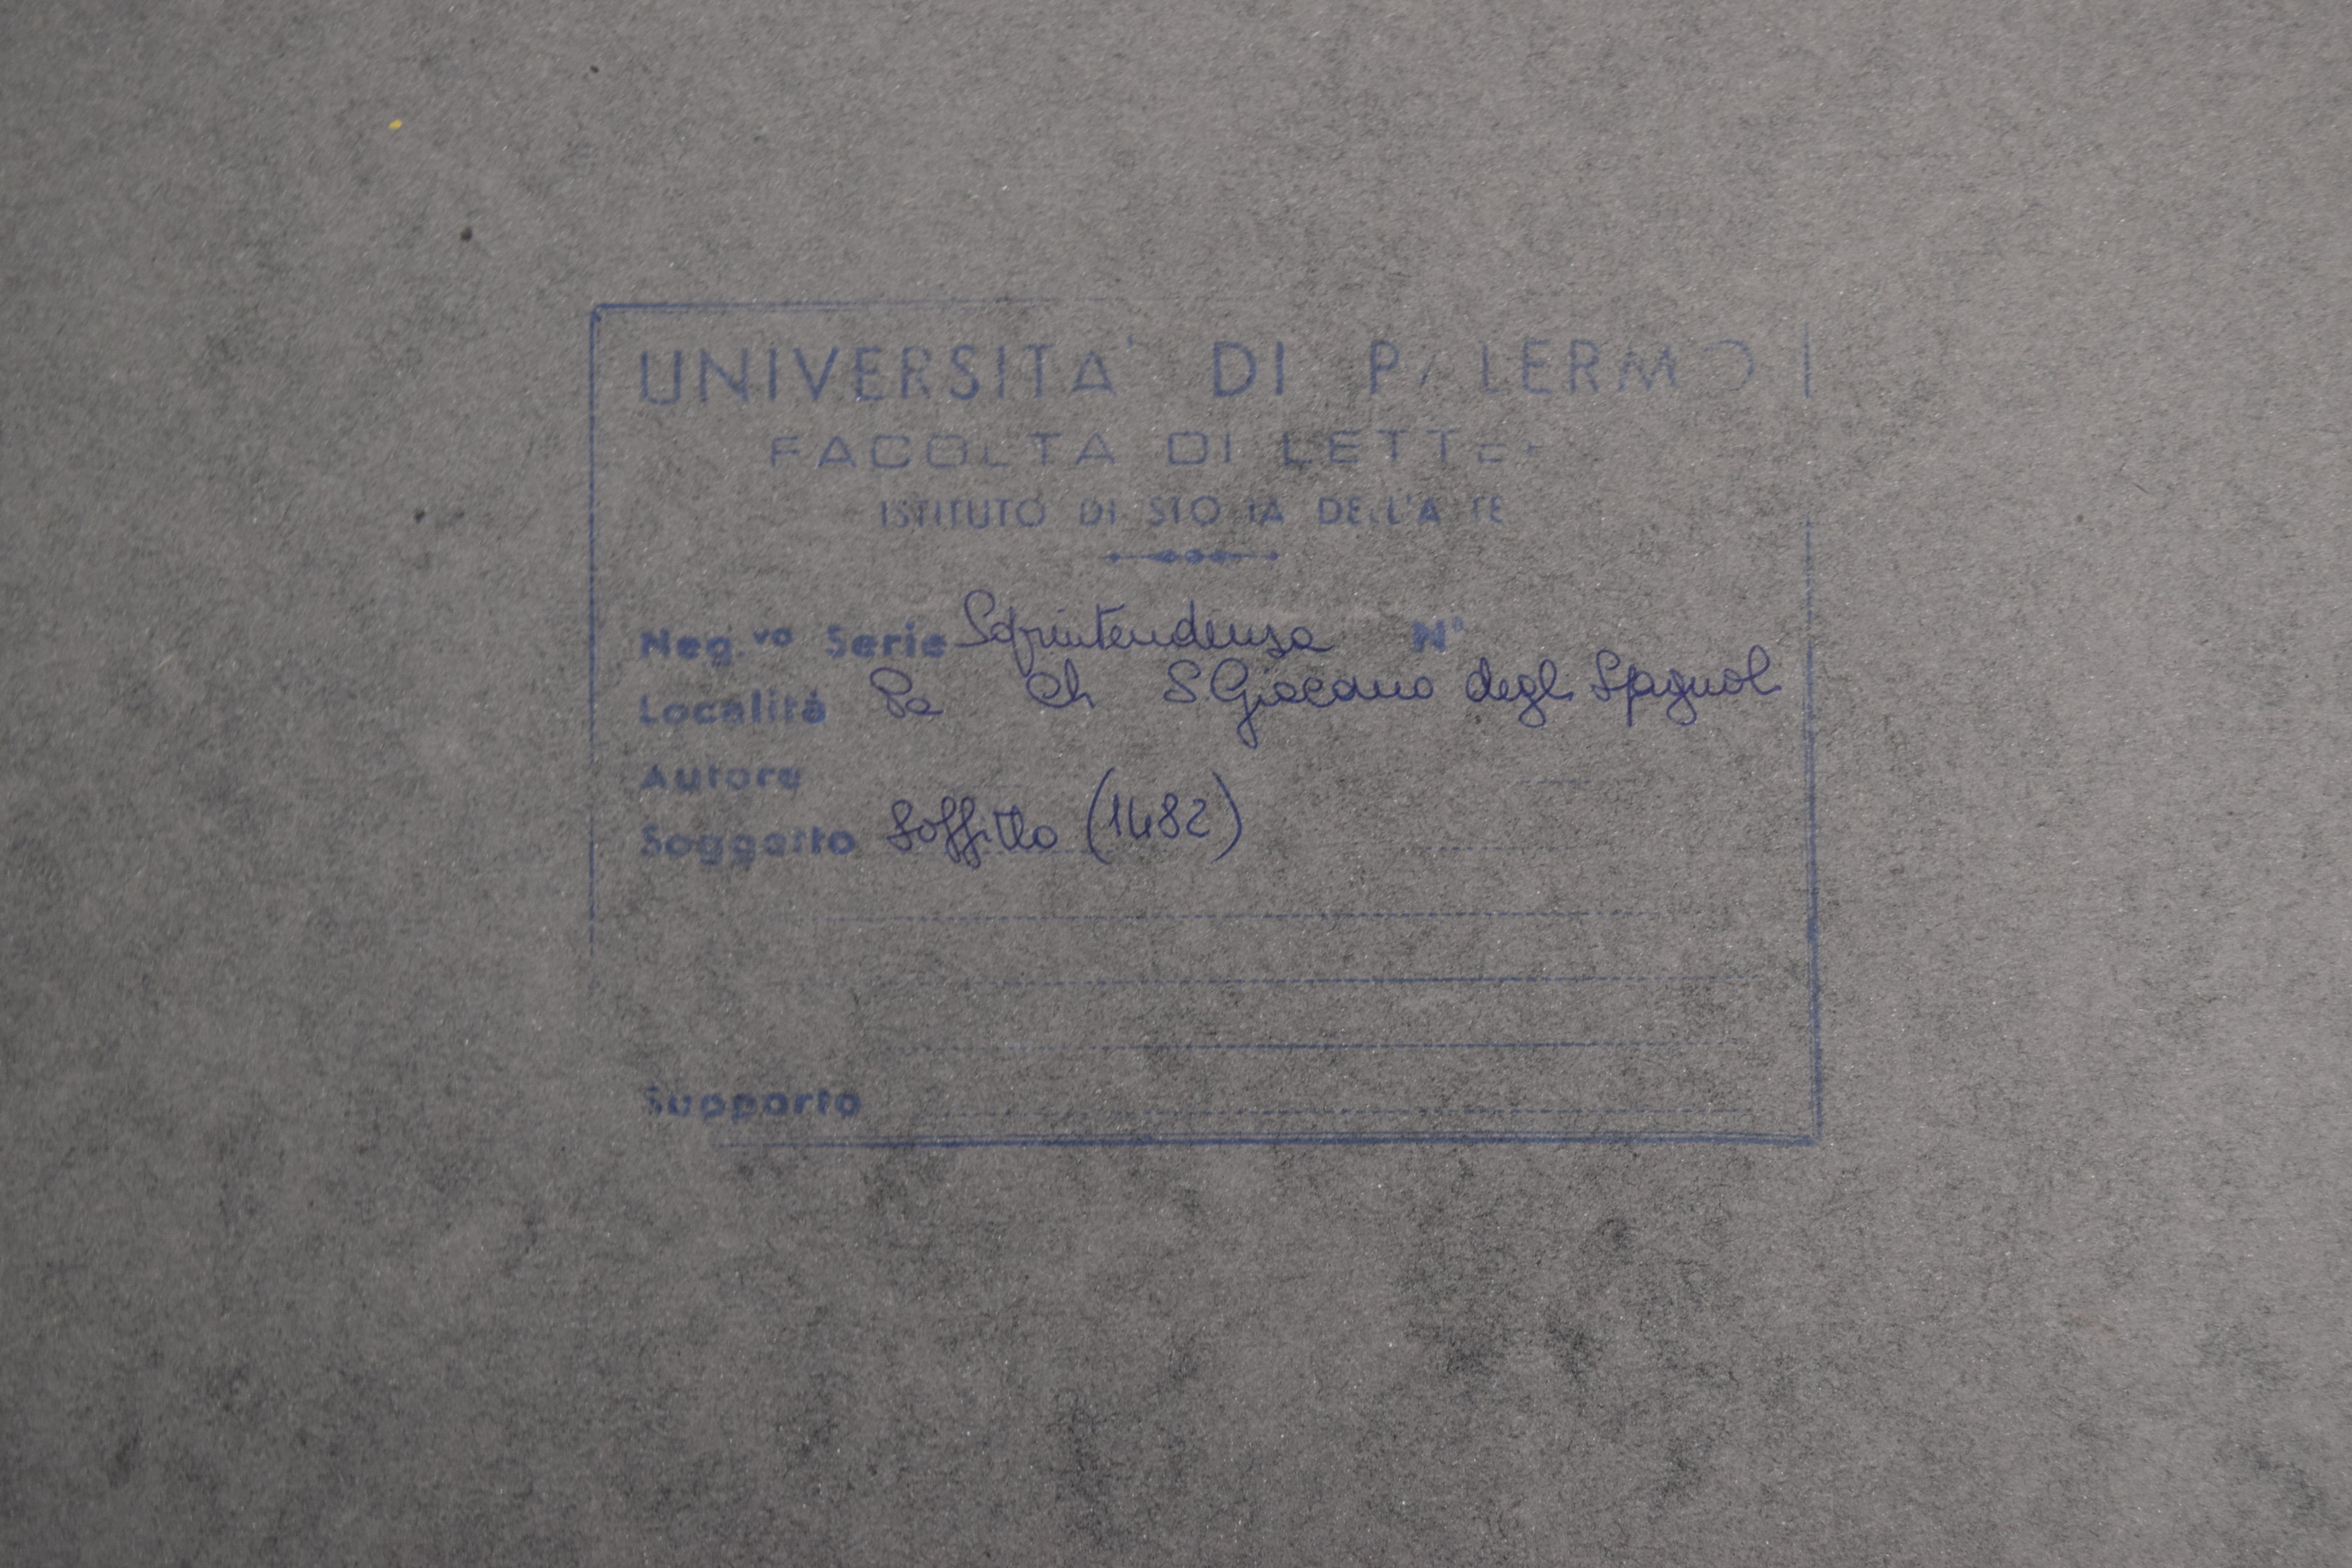 UNIVERSITA' DI PALERMO
FACOLTA DI LETTE
ISTITUTO DI STORIA DELL'ARTE
Neg.vo Serie Soprintendenza N°
Località Pa Ch S. Giacomo degli Spagnoli
Autore
Soggetto Soffitto (1482)
Supporto